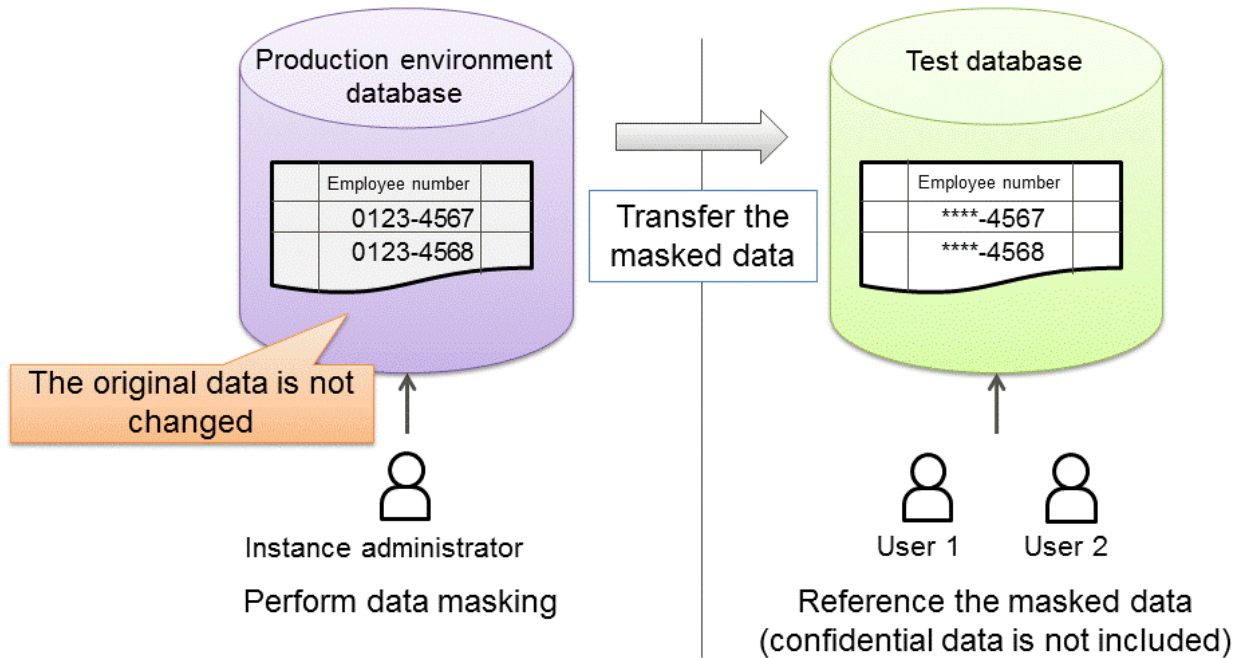 Production environment
database
Employee number
0123-4567
0123-4568
The original data is not
changed
Instance administrator
Perform data masking
Transfer the
masked data
Test database
Employee number
****-4567
****-4568
User 1
User 2
Reference the masked data
(confidential data is not included)